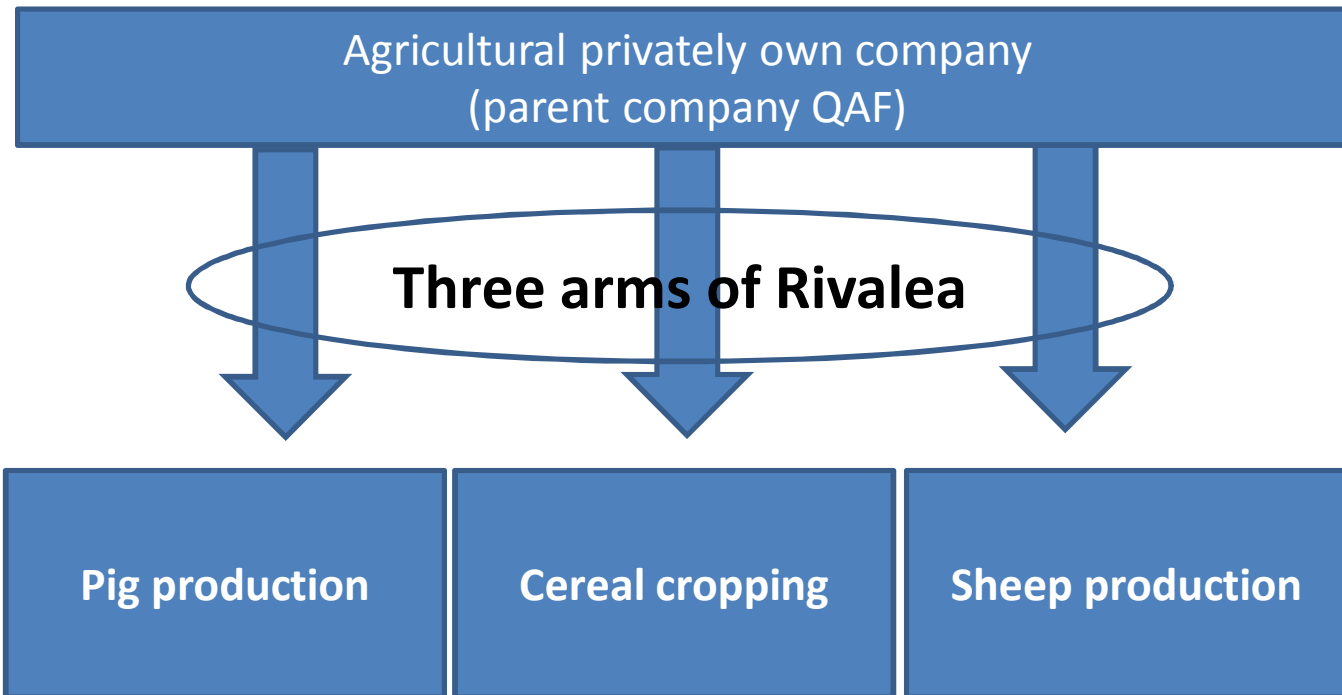 Agricultural privately own company
(parent company QAF)
Three arms of Rivalea
Pig production
Cereal cropping
Sheep production